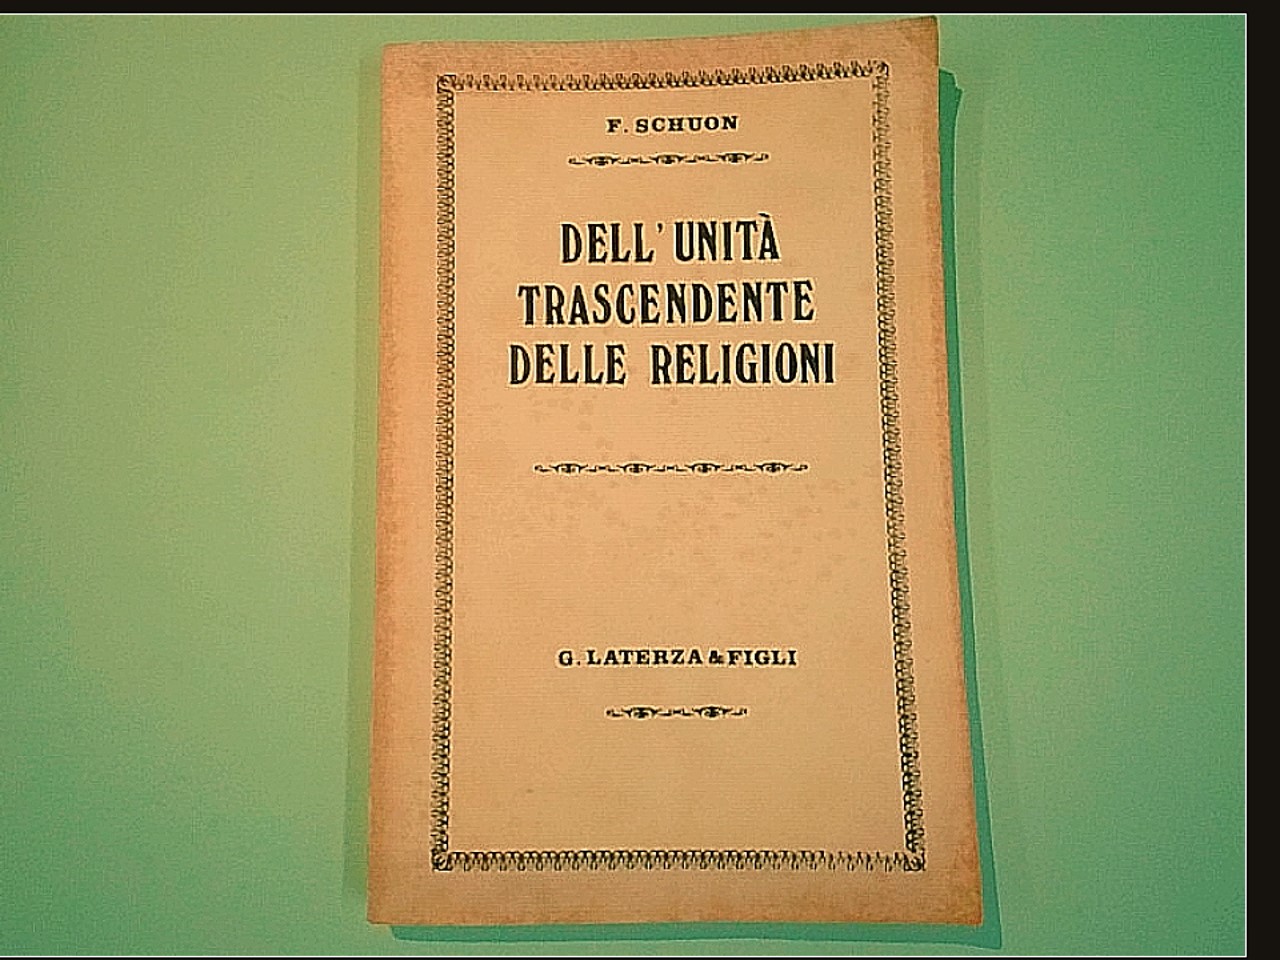 F. SCHUON
DELL'UNITÀ
TRASCENDENTE
DELLE RELIGIONI
G. LATERZA & FIGLI